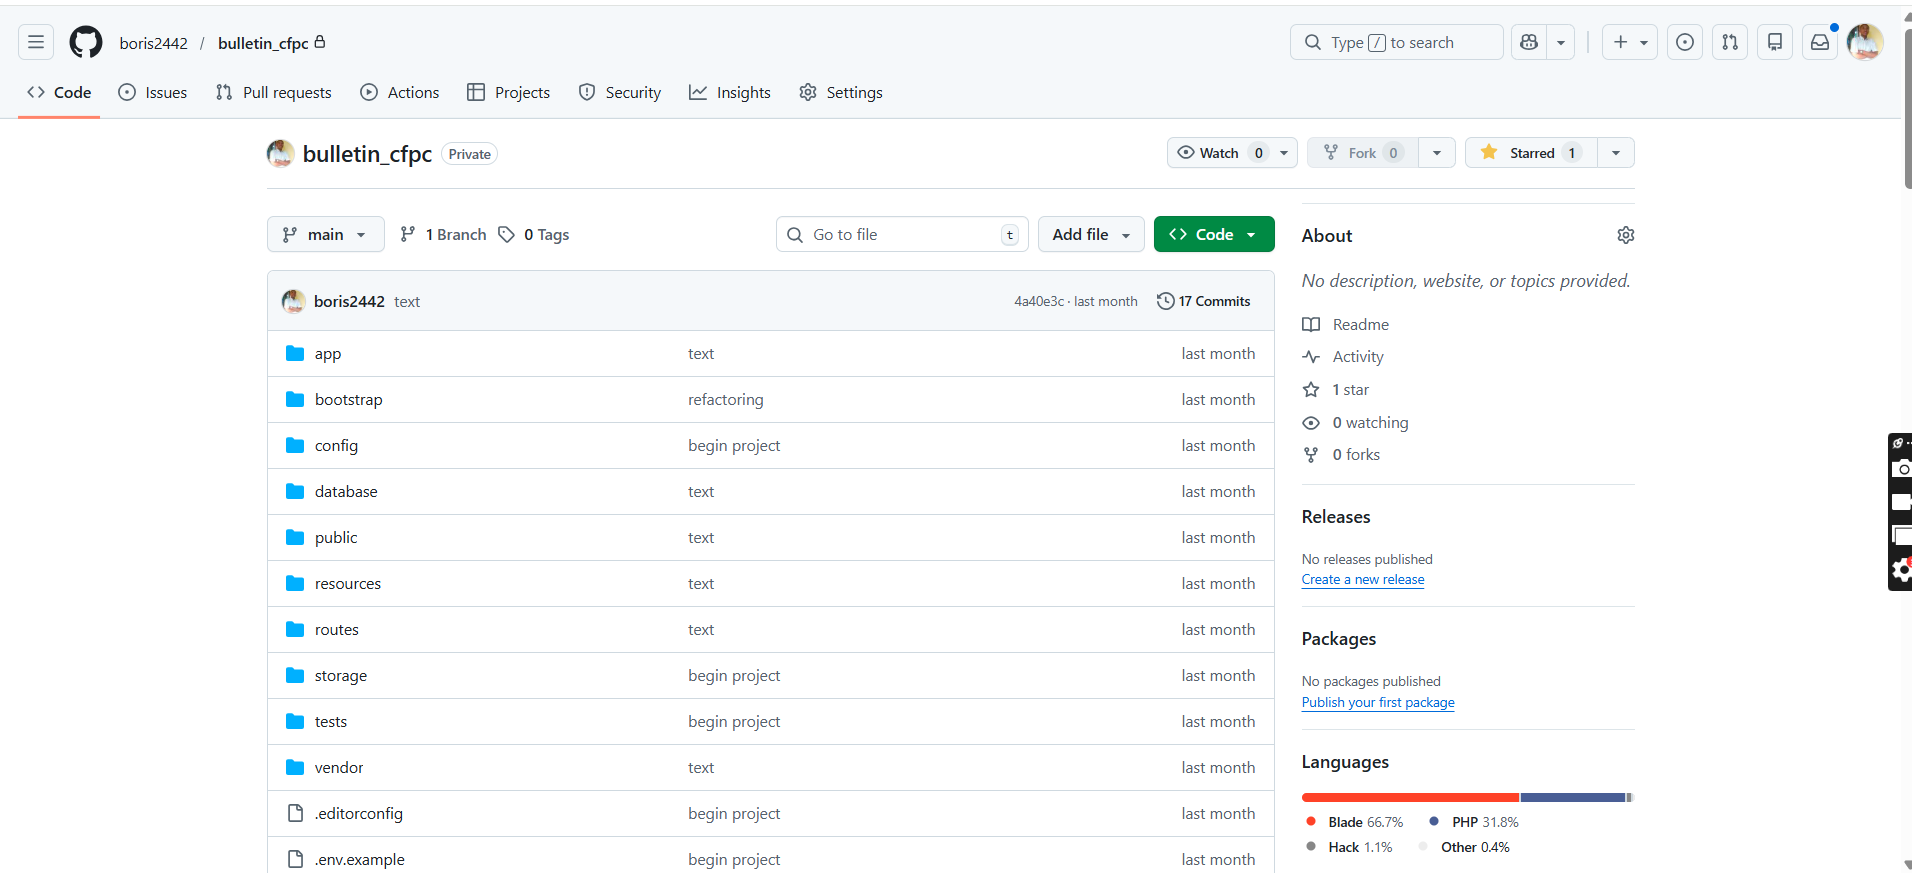 boris2442 / bulletin_cfpc
Type / to search
Code Issues Pull requests Actions Projects Security Insights Settings
bulletin_cfpc Private
Watch 0 Fork 0 Starred 1
main 1 Branch 0 Tags Go to file t Add file Code
boris2442 text 4a40e3c · last month 17 Commits
app text last month
bootstrap refactoring last month
config begin project last month
database text last month
public text last month
resources text last month
routes text last month
storage begin project last month
tests begin project last month
vendor text last month
.editorconfig begin project last month
.env.example begin project last month
About
No description, website, or topics provided.
Readme
Activity
1 star
0 watching
0 forks
Releases
No releases published
Create a new release
Packages
No packages published
Publish your first package
Languages
Blade 66.7% PHP 31.8%
Hack 1.1% Other 0.4%